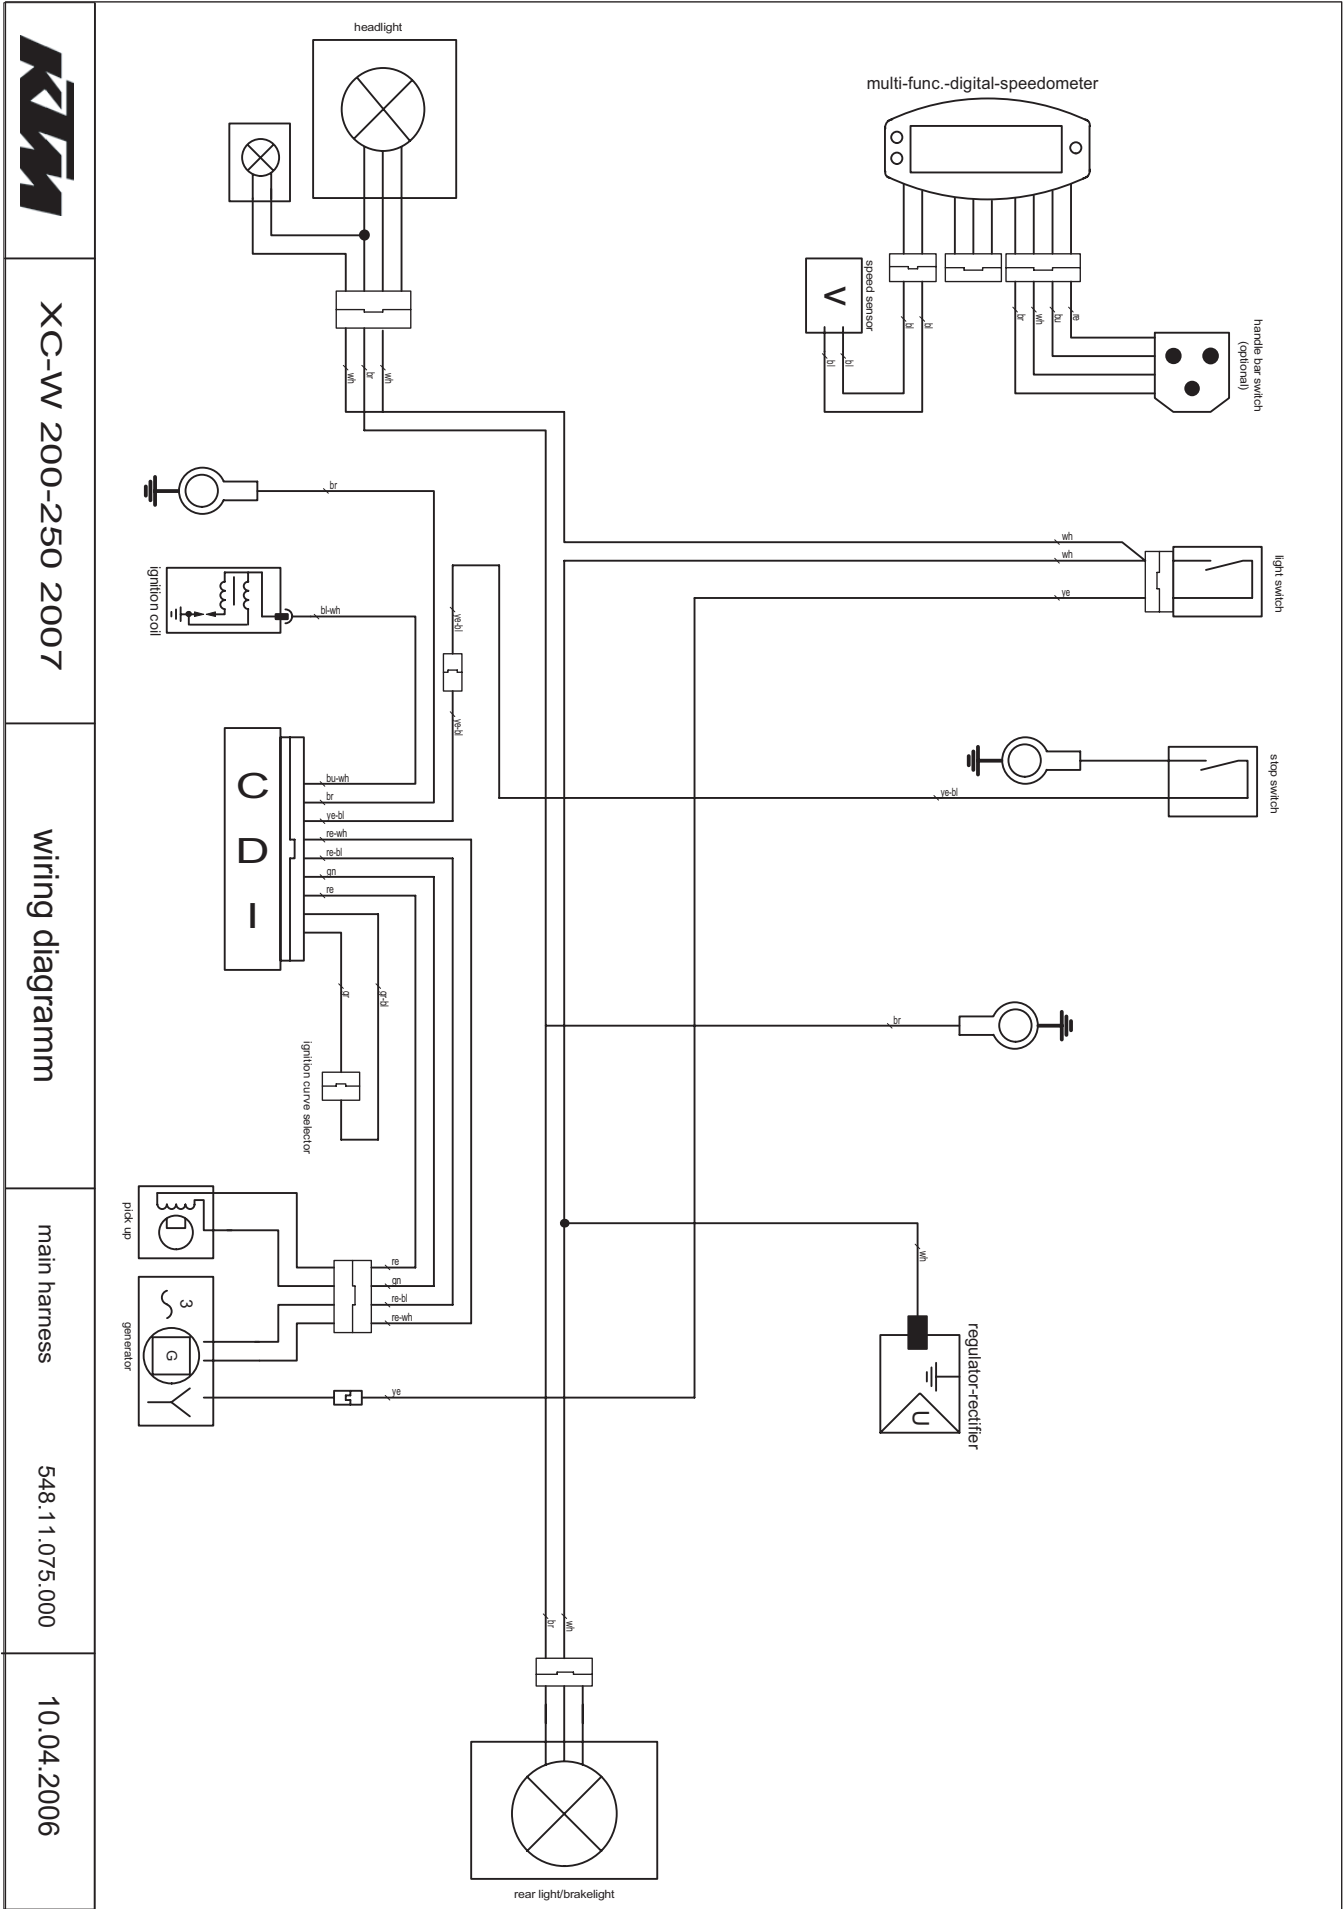 headlight
multi-func.-digital-speedometer
speed sensor
V
handle bar switch
(optional)
bl
bl
bl
bl
br
wh
bu
re
wh
br
wh
br
wh
wh
ye
light switch
ignition coil
bl-wh
ye-bl
ye-bl
stop switch
ye-bl
C
D
I
bu-wh
br
ye-bl
re-wh
re-bl
gn
re
gr
gr-bl
ignition curve selector
br
pick up
re
gn
re-bl
re-wh
generator
3
G
ye
wh
regulator-rectifier
U
br
wh
rear light/brakelight
KTM
XC-W 200-250 2007
wiring diagramm
main harness
548.11.075.000
10.04.2006